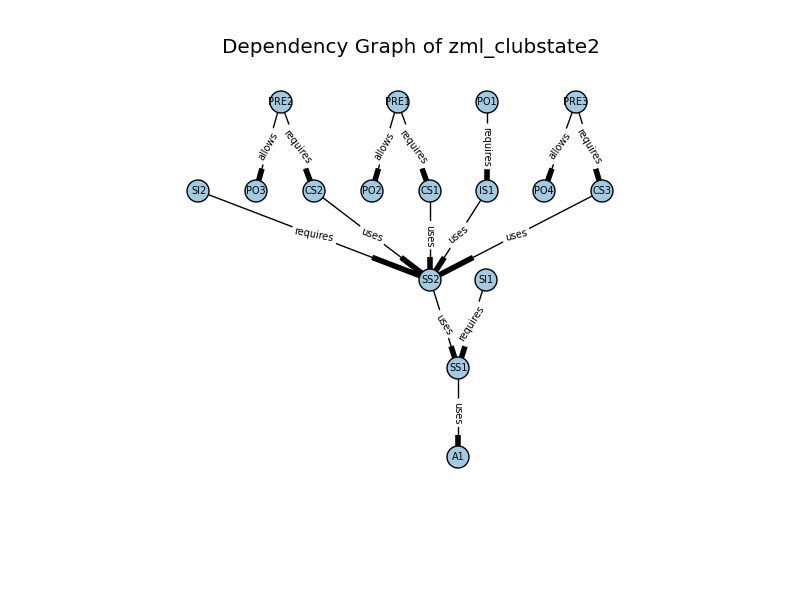 Dependency Graph of zml_clubstate2
PRE2
PRE1
PO1
PRE3
allows
requires
allows
requires
requires
allows
requires
SI2
PO3
CS2
PO2
CS1
IS1
PO4
CS3
requires
uses
uses
uses
uses
SS2
SI1
uses
requires
SS1
uses
A1